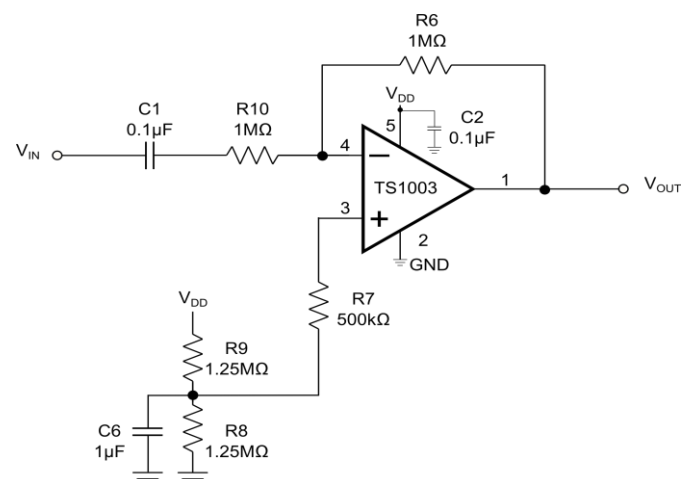 R6
1MΩ
C1
0.1µF
R10
1MΩ
VDD
C2
0.1µF
5
4
VIN
TS1003
1
VOUT
3
2
GND
R7
500kΩ
VDD
R9
1.25MΩ
C6
1µF
R8
1.25MΩ